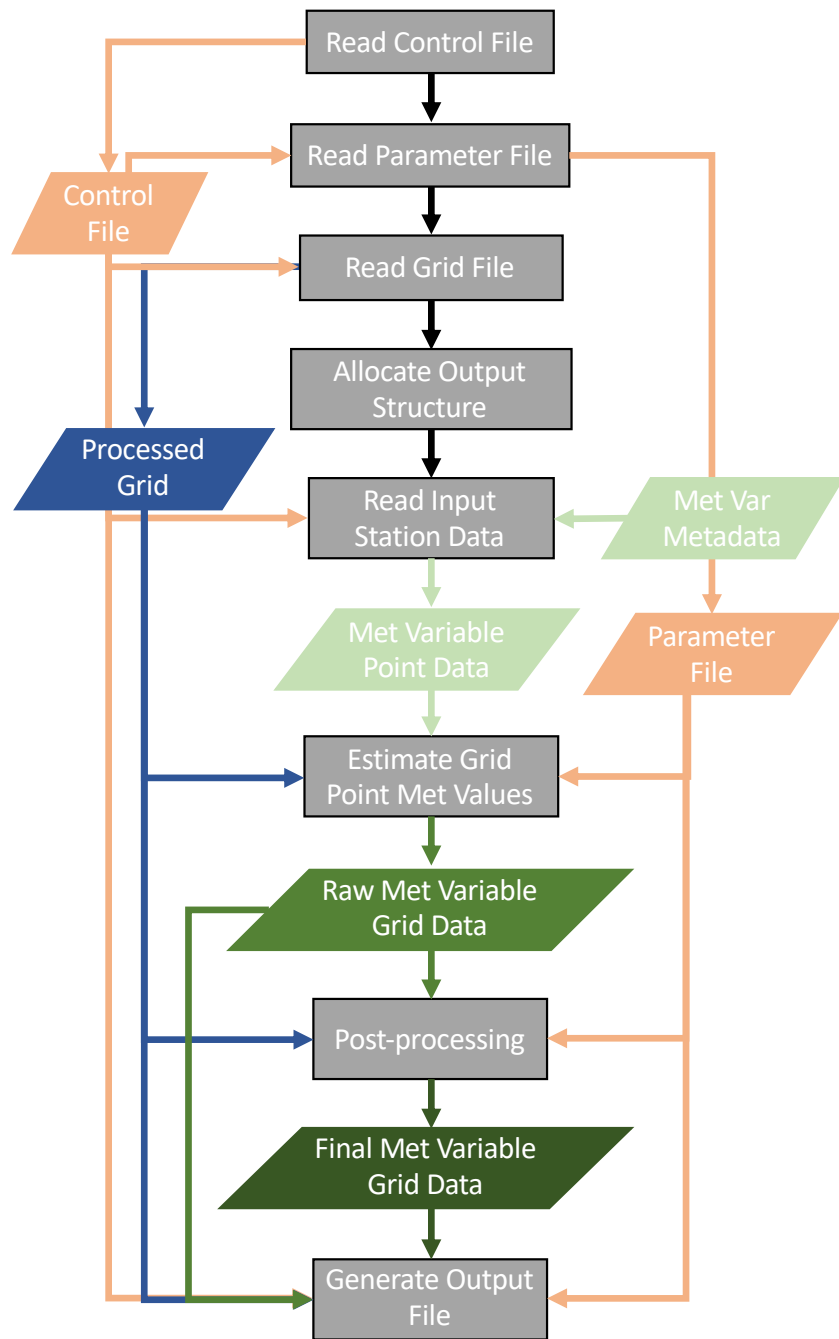 Read Control File
Read Parameter File
Control
File
Read Grid File
Allocate Output
Structure
Processed
Grid
Read Input
Station Data
Met Var
Metadata
Met Variable
Point Data
Parameter
File
Estimate Grid
Point Met Values
Raw Met Variable
Grid Data
Post-processing
Final Met Variable
Grid Data
Generate Output
File